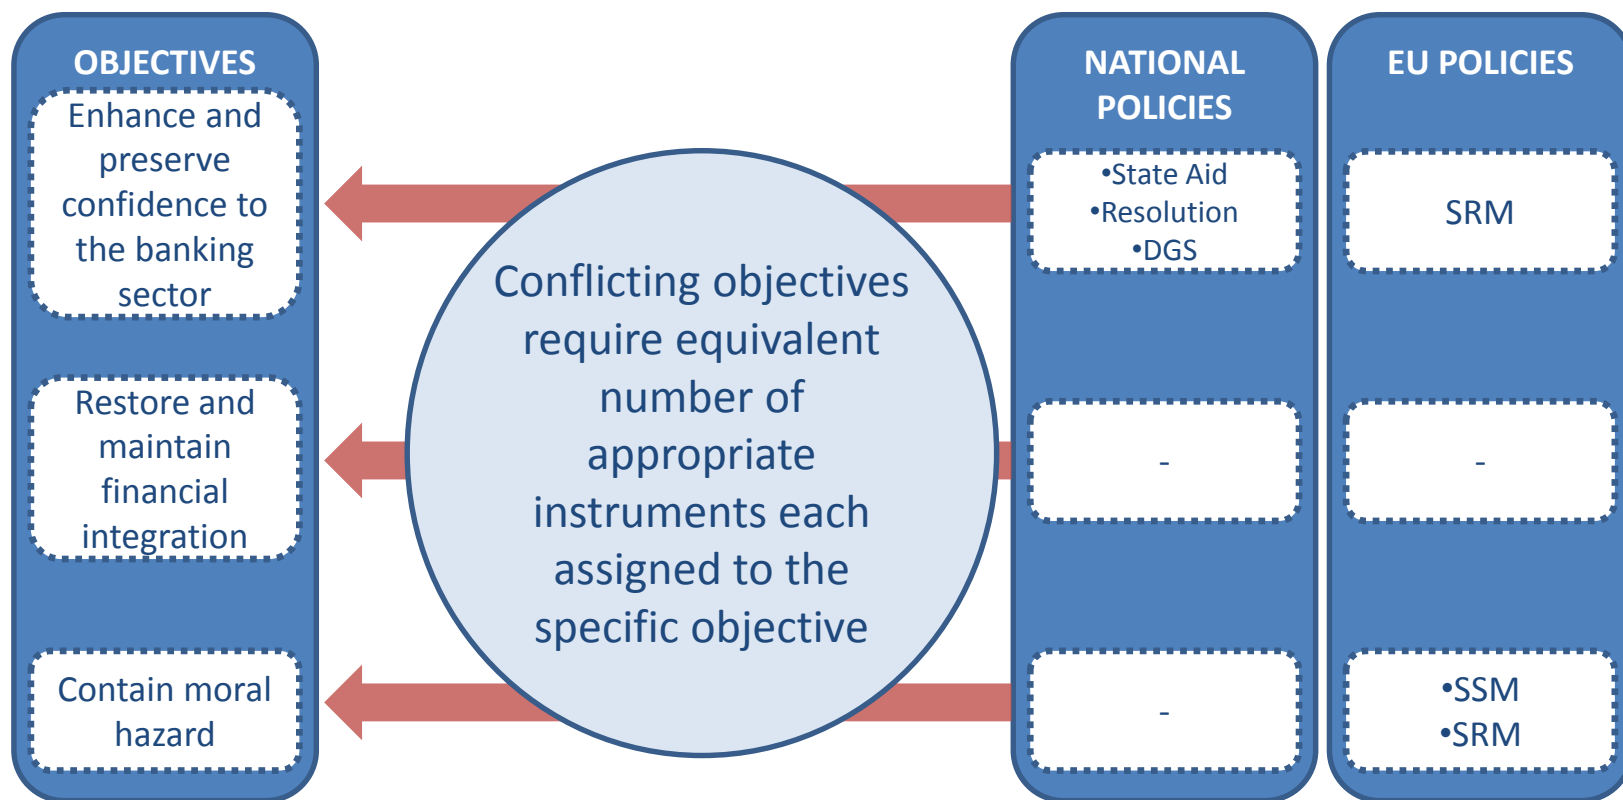 OBJECTIVES
Enhance and
preserve
confidence to
the banking
sector
Restore and
maintain
financial
integration
Contain moral
hazard
Conflicting objectives
require equivalent
number of
appropriate
instruments each
assigned to the
specific objective
NATIONAL
POLICIES
•State Aid
•Resolution
•DGS
-
-
EU POLICIES
SRM
-
•SSM
•SRM